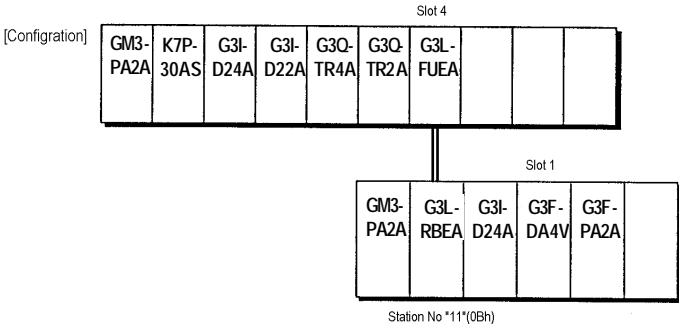 Slot 4
[Configration]
GM3- K7P- G3I- G3I- G3Q- G3Q- G3L-
PA2A 30AS D24A D22A TR4A TR2A FUEA
Slot 1
GM3- G3L- G3I- G3F- G3F-
PA2A RBEA D24A DA4V PA2A
Station No "11"(0Bh)